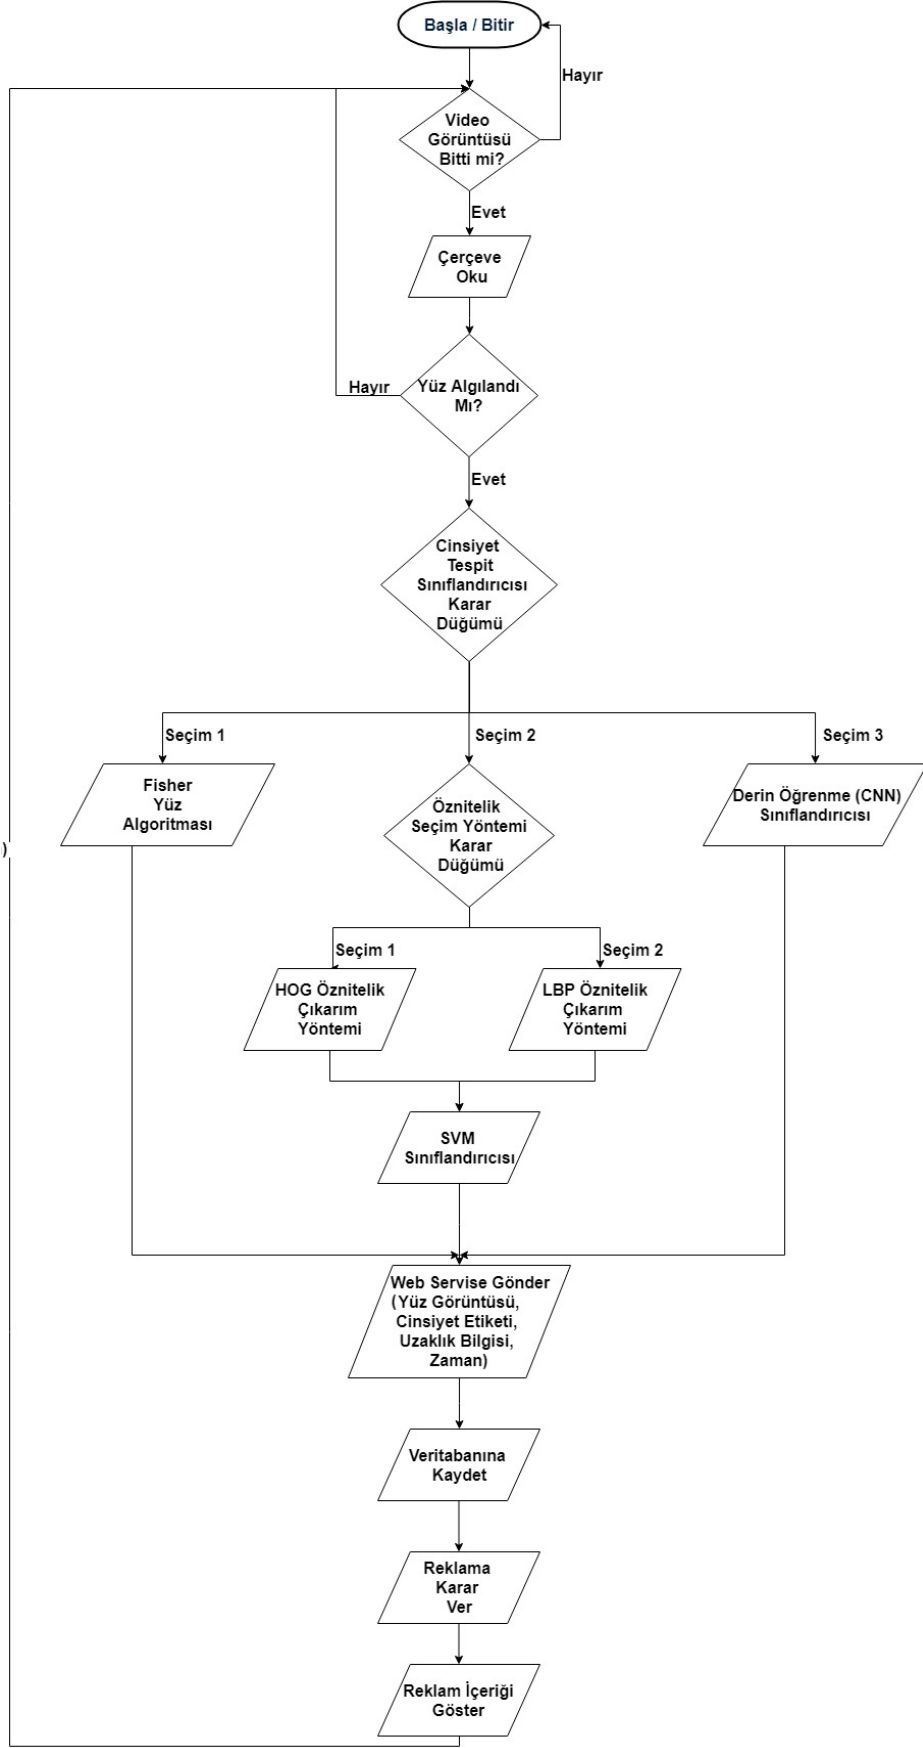 Başla / Bitir
Hayır
Video
Görüntüsü
Bitti mi?
Evet
Çerçeve
Oku
Hayır
Yüz Algılandı
Mı?
Evet
Cinsiyet
Tespit
Sınıflandırıcısı
Karar
Düğümü
Seçim 1
Seçim 2
Seçim 3
Fisher
Yüz
Algoritması
Öznitelik
Seçim Yöntemi
Karar
Düğümü
Derin Öğrenme (CNN)
Sınıflandırıcısı
)
Seçim 1
Seçim 2
HOG Öznitelik
Çıkarım
Yöntemi
LBP Öznitelik
Çıkarım
Yöntemi
SVM
Sınıflandırıcısı
Web Servise Gönder
(Yüz Görüntüsü,
Cinsiyet Etiketi,
Uzaklık Bilgisi,
Zaman)
Veritabanına
Kaydet
Reklama
Karar
Ver
Reklam İçeriği
Göster